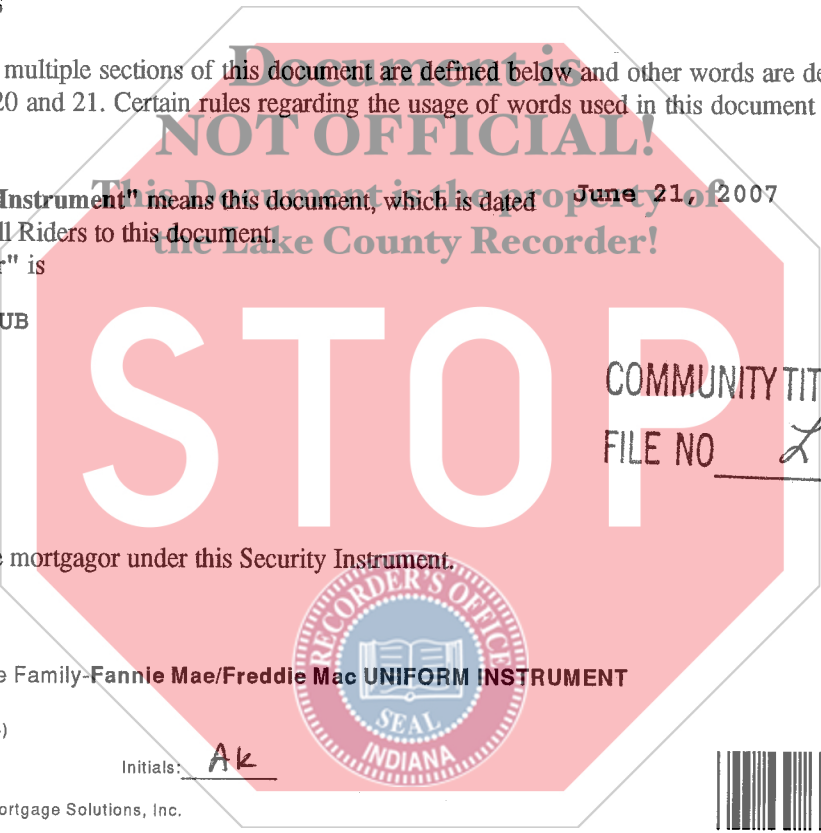 multiple sections of this document are defined below and other words are de
20 and 21. Certain rules regarding the usage of words used in this document
Document is
NOT OFFICIAL!
This Document is the property of
the Lake County Recorder!
Instrument" means this document, which is dated June 21, 2007
ll Riders to this document.
r" is
UB
STOP
COMMUNITY TIT
FILE NO L
e mortgagor under this Security Instrument.
RECORDER'S OFFICE
SEAL
INDIANA
e Family-Fannie Mae/Freddie Mac UNIFORM INSTRUMENT
)
Initials: AK
ortgage Solutions, Inc.